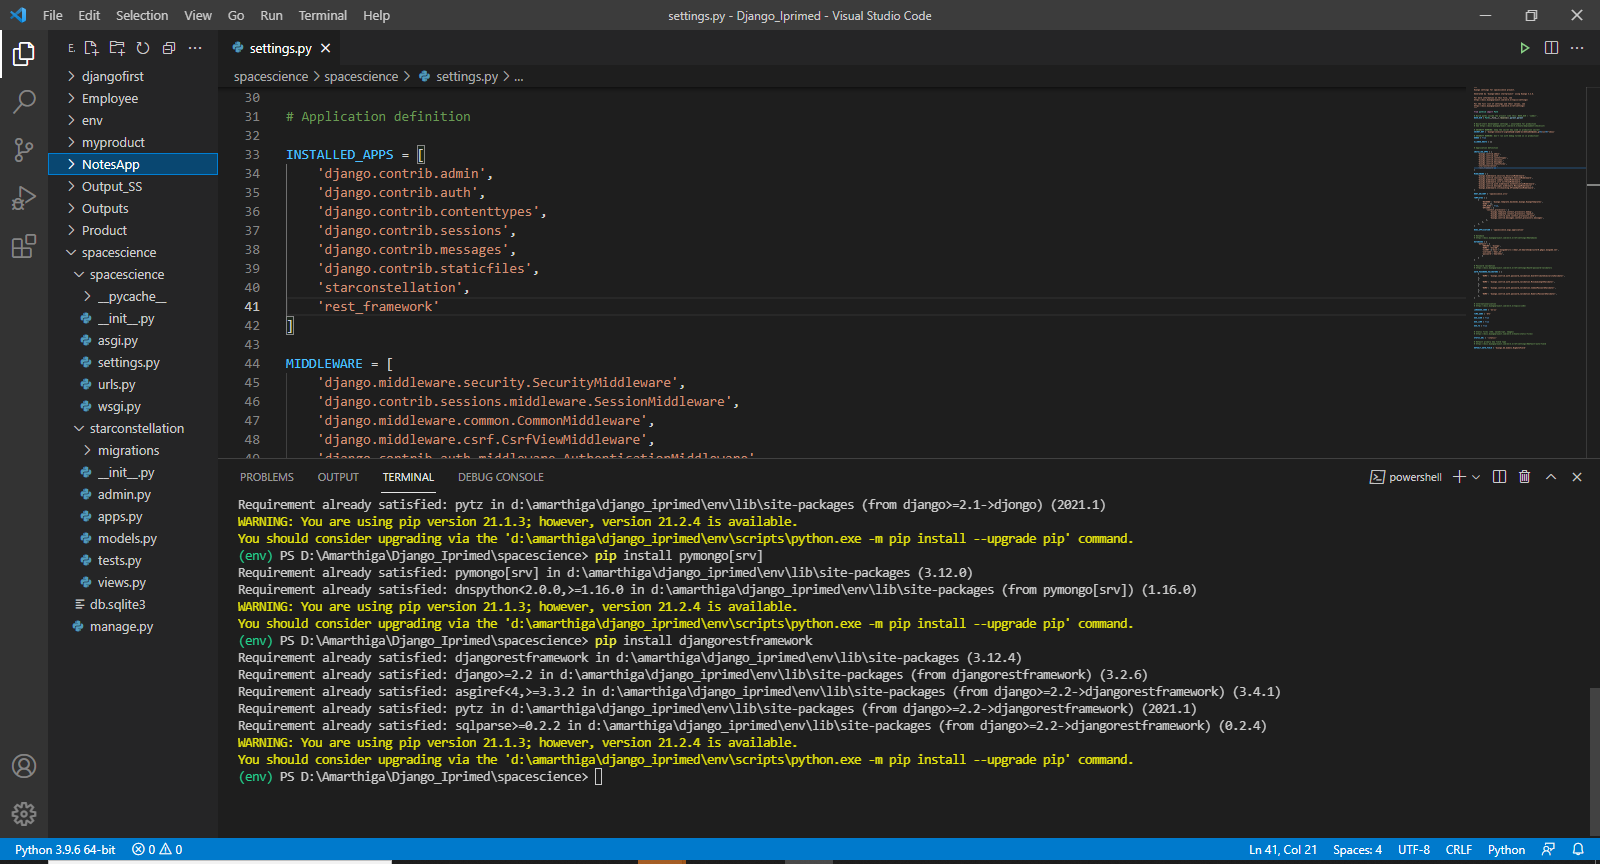 File Edit Selection View Go Run Terminal Help
settings.py - Django_Iprimed - Visual Studio Code
E.
djangofirst
Employee
env
myproduct
NotesApp
Output_SS
Outputs
Product
spacescience
spacescience
__pycache__
__init__.py
asgi.py
settings.py
urls.py
wsgi.py
starconstellation
migrations
__init__.py
admin.py
apps.py
models.py
tests.py
views.py
db.sqlite3
manage.py
settings.py
spacescience > spacescience > settings.py > ...
30
31 # Application definition
32
33 INSTALLED_APPS = [
34 'django.contrib.admin',
35 'django.contrib.auth',
36 'django.contrib.contenttypes',
37 'django.contrib.sessions',
38 'django.contrib.messages',
39 'django.contrib.staticfiles',
40 'starconstellation',
41 'rest_framework'
42 ]
43
44 MIDDLEWARE = [
45 'django.middleware.security.SecurityMiddleware',
46 'django.contrib.sessions.middleware.SessionMiddleware',
47 'django.middleware.common.CommonMiddleware',
48 'django.middleware.csrf.CsrfViewMiddleware',
49 'django.contrib.auth.middleware.AuthenticationMiddleware'
PROBLEMS OUTPUT TERMINAL DEBUG CONSOLE
powershell
Requirement already satisfied: pytz in d:\amarthiga\django_iprimed\env\lib\site-packages (from django>=2.1->djongo) (2021.1)
WARNING: You are using pip version 21.1.3; however, version 21.2.4 is available.
You should consider upgrading via the 'd:\amarthiga\django_iprimed\env\scripts\python.exe -m pip install --upgrade pip' command.
(env) PS D:\Amarthiga\Django_Iprimed\spacescience> pip install pymongo[srv]
Requirement already satisfied: pymongo[srv] in d:\amarthiga\django_iprimed\env\lib\site-packages (3.12.0)
Requirement already satisfied: dnspython<2.0.0,>=1.16.0 in d:\amarthiga\django_iprimed\env\lib\site-packages (from pymongo[srv]) (1.16.0)
WARNING: You are using pip version 21.1.3; however, version 21.2.4 is available.
You should consider upgrading via the 'd:\amarthiga\django_iprimed\env\scripts\python.exe -m pip install --upgrade pip' command.
(env) PS D:\Amarthiga\Django_Iprimed\spacescience> pip install djangorestframework
Requirement already satisfied: djangorestframework in d:\amarthiga\django_iprimed\env\lib\site-packages (3.12.4)
Requirement already satisfied: django>=2.2 in d:\amarthiga\django_iprimed\env\lib\site-packages (from djangorestframework) (3.2.6)
Requirement already satisfied: asgiref<4,>=3.3.2 in d:\amarthiga\django_iprimed\env\lib\site-packages (from django>=2.2->djangorestframework) (3.4.1)
Requirement already satisfied: pytz in d:\amarthiga\django_iprimed\env\lib\site-packages (from django>=2.2->djangorestframework) (2021.1)
Requirement already satisfied: sqlparse>=0.2.2 in d:\amarthiga\django_iprimed\env\lib\site-packages (from django>=2.2->djangorestframework) (0.2.4)
WARNING: You are using pip version 21.1.3; however, version 21.2.4 is available.
You should consider upgrading via the 'd:\amarthiga\django_iprimed\env\scripts\python.exe -m pip install --upgrade pip' command.
(env) PS D:\Amarthiga\Django_Iprimed\spacescience>
Python 3.9.6 64-bit 0 0 Ln 41, Col 21 Spaces: 4 UTF-8 CRLF Python